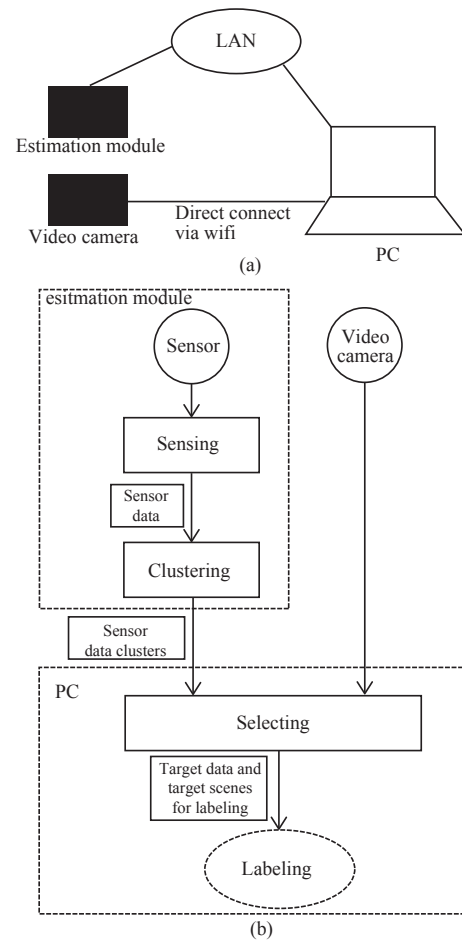 LAN
Estimation module
Video camera
Direct connect
via wifi
PC
(a)
esitmation module
Sensor
Video
camera
Sensing
Sensor
data
Clustering
Sensor
data clusters
PC
Selecting
Target data and
target scenes
for labeling
Labeling
(b)